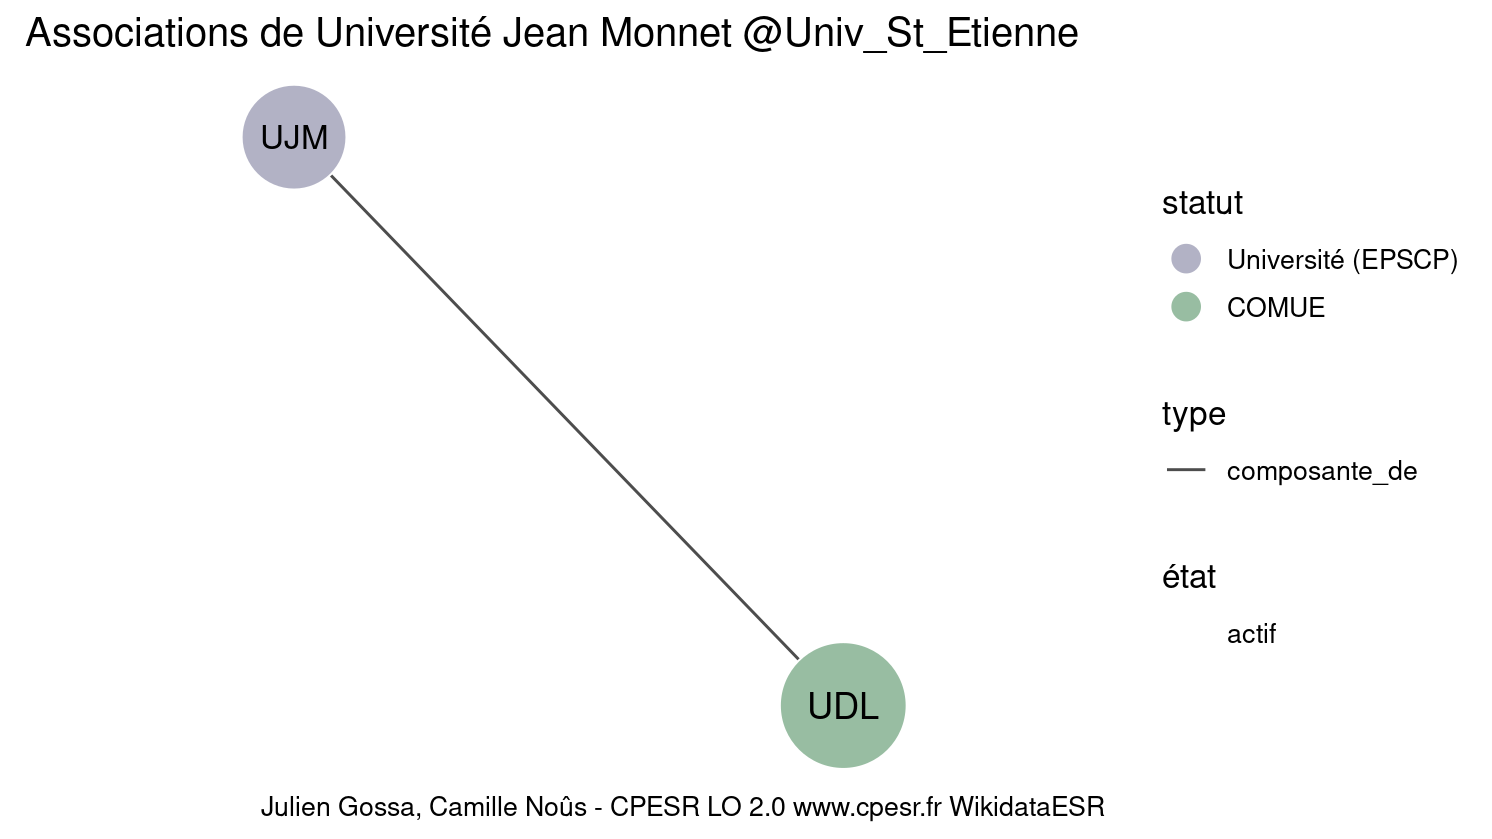 Associations de Université Jean Monnet @Univ_St_Etienne
UJM
UDL
statut
Université (EPSCP)
COMUE
type
composante_de
état
actif
Julien Gossa, Camille Noûs - CPESR LO 2.0 www.cpesr.fr WikidataESR